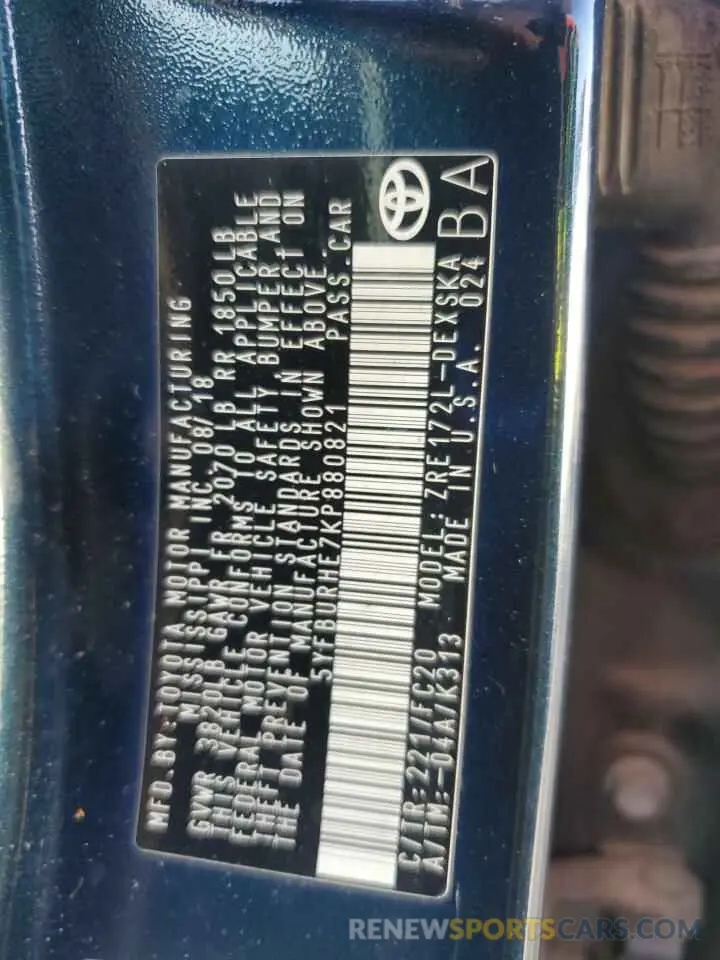 MFD.BY:TOYOTA MOTOR MANUFACTURING
MISSISSIPPI INC. 08/18
GVWR 3820LB GAWR FR 2070 LB RR 1850LB
THIS VEHICLE CONFORMS TO ALL APPLICABLE
FEDERAL MOTOR VEHICLE SAFETY, BUMPER AND
THEFT PREVENTION STANDARDS IN EFFECT ON
THE DATE OF MANUFACTURE SHOWN ABOVE.
5YFBURHE7KP880821 PASS.CAR
C/TR:221/FC20 MODEL:ZRE172L-DEXSKA
A/TM:-04A/K313 MADE IN U.S.A. 024
BA
RENEWSPORTSCARS.COM